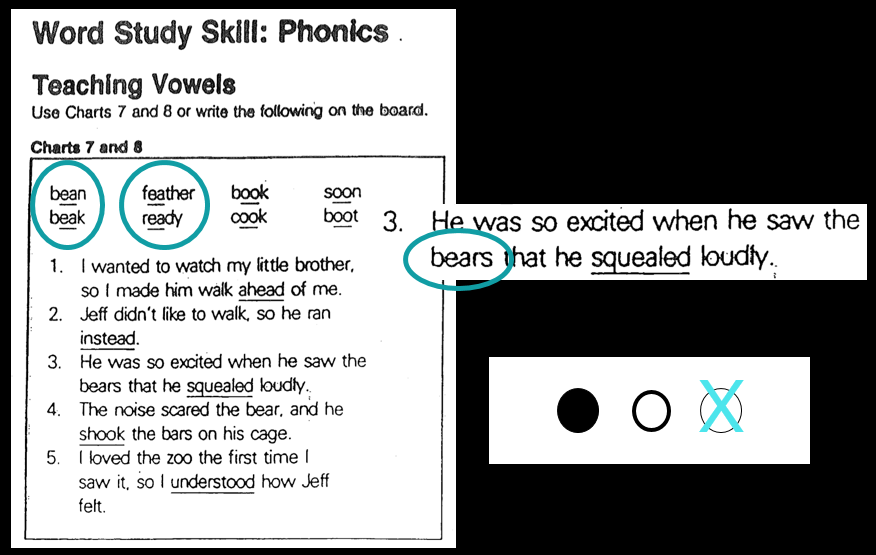 Word Study Skill: Phonics
Teaching Vowels
Use Charts 7 and 8 or write the following on the board.
Charts 7 and 8
bean feather book soon
beak ready cook boot
1. I wanted to watch my little brother,
so I made him walk ahead of me.
2. Jeff didn't like to walk, so he ran
instead.
3. He was so excited when he saw the
bears that he squealed loudly.
4. The noise scared the bear, and he
shook the bars on his cage.
5. I loved the zoo the first time I
saw it, so I understood how Jeff
felt.
3. He was so excited when he saw the
bears that he squealed loudly.
X